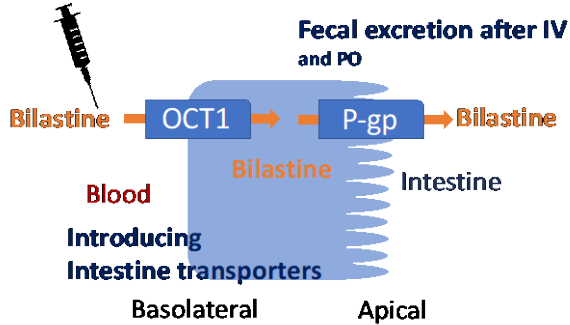 Fecal excretion after IV
and PO
Bilastine OCT1 P-gp Bilastine
Bilastine
Intestine
Blood
Introducing
Intestine transporters
Basolateral Apical